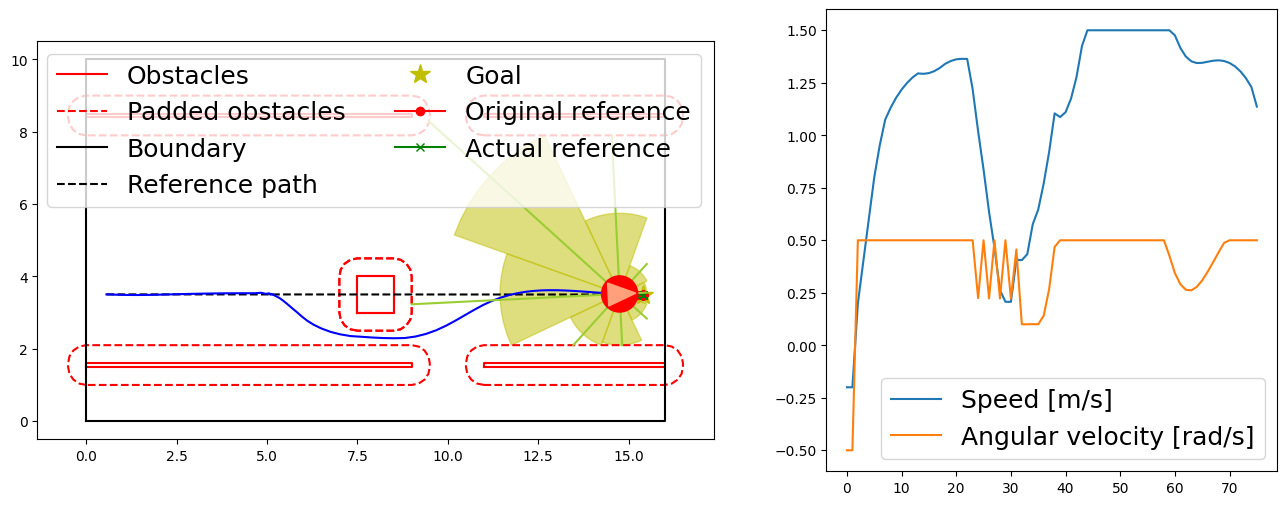 10
8
6
4
2
0
0.0 2.5 5.0 7.5 10.0 12.5 15.0
Obstacles
Padded obstacles
Boundary
Reference path
Goal
Original reference
Actual reference
1.50
1.25
1.00
0.75
0.50
0.25
0.00
−0.25
−0.50
0 10 20 30 40 50 60 70
Speed [m/s]
Angular velocity [rad/s]